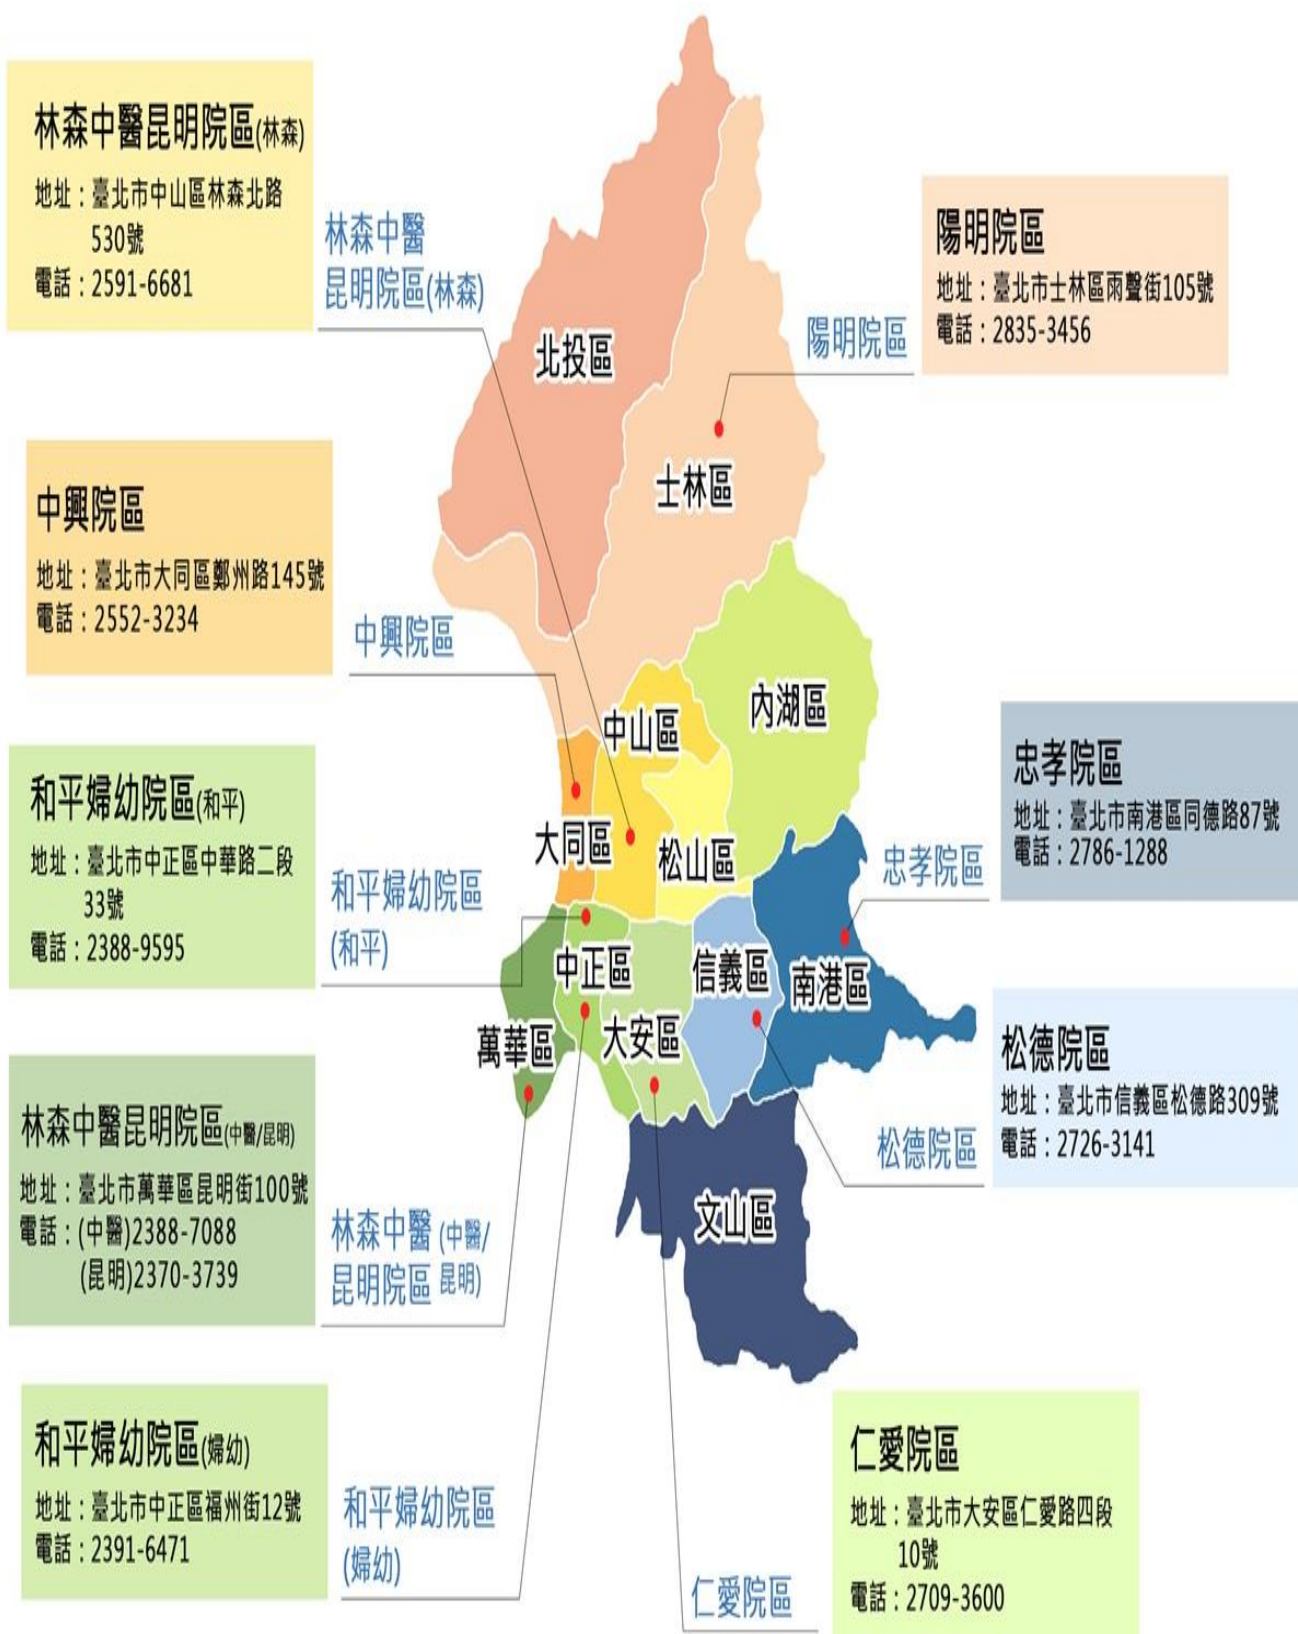 林森中醫昆明院區(林森)
地址：臺北市中山區林森北路
530號
電話：2591-6681
林森中醫
昆明院區(林森)
陽明院區
地址：臺北市士林區雨聲街105號
電話：2835-3456
陽明院區
北投區
士林區
中興院區
地址：臺北市大同區鄭州路145號
電話：2552-3234
中興院區
中山區
內湖區
大同區
松山區
忠孝院區
地址：臺北市南港區同德路87號
電話：2786-1288
忠孝院區
和平婦幼院區(和平)
地址：臺北市中正區中華路二段
33號
電話：2388-9595
和平婦幼院區
(和平)
中正區
信義區
南港區
萬華區
大安區
松德院區
地址：臺北市信義區松德路309號
電話：2726-3141
松德院區
林森中醫昆明院區(中醫/昆明)
地址：臺北市萬華區昆明街100號
電話：(中醫)2388-7088
(昆明)2370-3739
林森中醫 (中醫/
昆明院區 昆明)
文山區
和平婦幼院區(婦幼)
地址：臺北市中正區福州街12號
電話：2391-6471
和平婦幼院區
(婦幼)
仁愛院區
仁愛院區
地址：臺北市大安區仁愛路四段
10號
電話：2709-3600